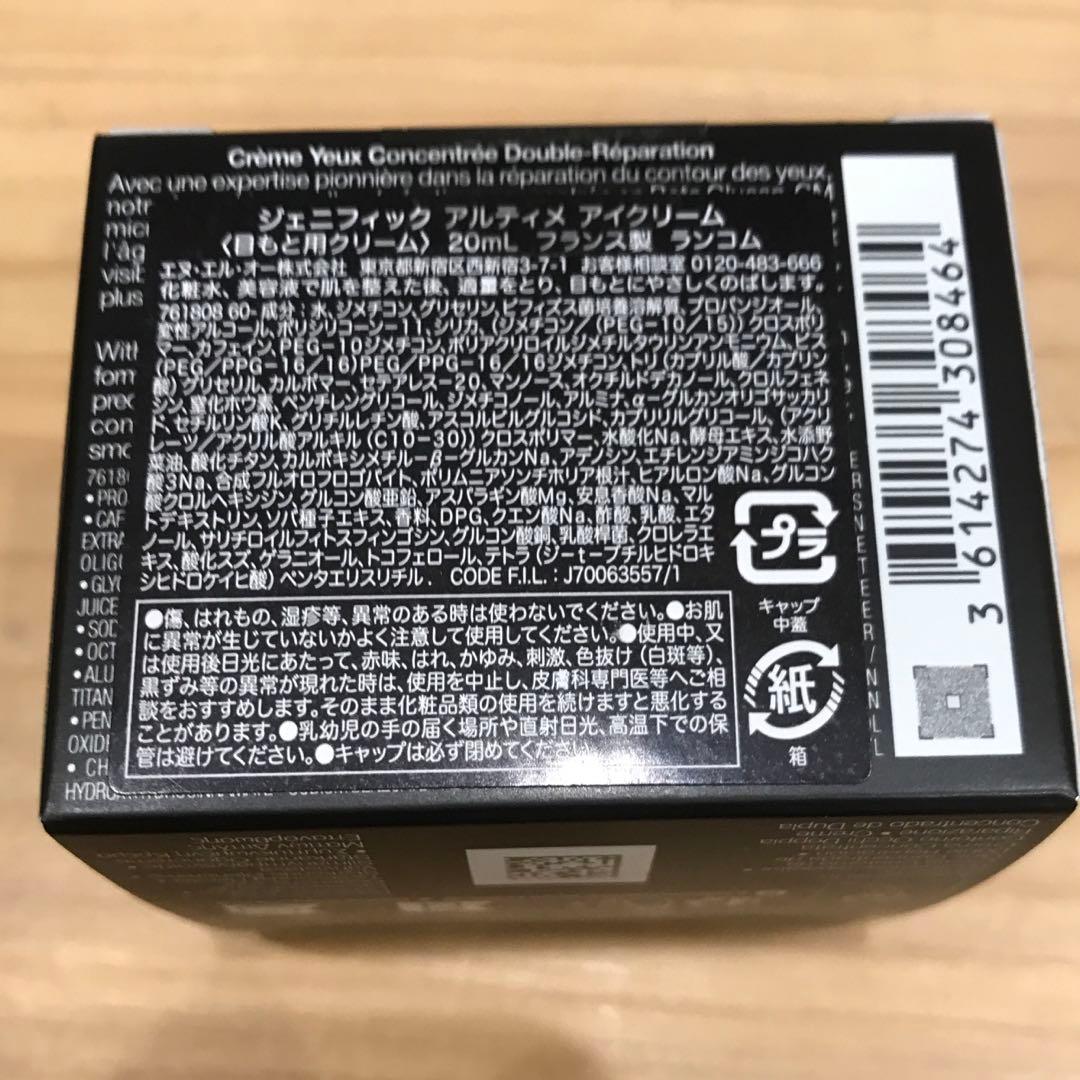 Crème Yeux Concentrée Double-Réparation
Avec une expertise pionnière dans la réparation du contour des yeux,
ジェニフィック アルティメ アイクリーム
〈目もと用クリーム〉 20mL フランス製 ランコム
エヌ・エル・オー株式会社 東京都新宿区西新宿3-7-1 お客様相談室 0120-483-666
化粧水、美容液で肌を整えた後、適量をとり、目もとにやさしくのばします。
761808 60- 成分:水、ジメチコン、グリセリン、ビフィズス菌培養溶解質、プロパンジオール、
変性アルコール、ポリシリコーン-11、シリカ、(ジメチコン/(PEG-10/15))クロスポリ
マー、カフェイン、PEG-10ジメチコン、ポリアクリロイルジメチルタウリンアンモニウム、ビス
(PEG/PPG-16/16)PEG/PPG-16/16ジメチコン、トリ(カプリル酸/カプリン
酸)グリセリル、カルボマー、セテアレス-20、マンノース、オクチルドデカノール、クロルフェネ
シン、窒化ホウ素、ペンチレングリコール、ジメチコノール、アルミナ、α-グルカンオリゴサッカリ
ド、セチルリン酸K、グリチルレチン酸、アスコルビルグルコシド、カプリリルグリコール、(アクリ
レーツ/アクリル酸アルキル(C10-30))クロスポリマー、水酸化Na、酵母エキス、水添野
菜油、酸化チタン、カルボキシメチル-β-グルカンNa、アデノシン、エチレンジアミンジコハク
酸3Na、合成フルオロフロゴパイト、ポリムニアソンチホリア根汁、ヒアルロン酸Na、グルコン
酸クロルヘキシジン、グルコン酸亜鉛、アスパラギン酸Mg、安息香酸Na、マル
トデキストリン、ソバ種子エキス、香料、DPG、クエン酸Na、酢酸、乳酸、エタ
ノール、サリチロイルフィトスフィンゴシン、グルコン酸銅、乳酸桿菌、クロレラエ
キス、酸化スズ、ゲラニオール、トコフェロール、テトラ(ジ-t-ブチルヒドロキ
シヒドロケイヒ酸)ペンタエリスリチル. CODE F.I.L.: J70063557/1
●傷、はれもの、湿疹等、異常のある時は使わないでください。●お肌
に異常が生じていないかよく注意して使用してください。●使用中、又
は使用後日光にあたって、赤味、はれ、かゆみ、刺激、色抜け(白斑等)、
黒ずみ等の異常が現れた時は、使用を中止し、皮膚科専門医等へご相
談をおすすめします。そのまま化粧品類の使用を続けますと悪化する
ことがあります。●乳幼児の手の届く場所や直射日光、高温下での保
管は避けてください。●キャップは必ず閉めてください
プラ
キャップ
中蓋
紙
箱
3 614274 308464